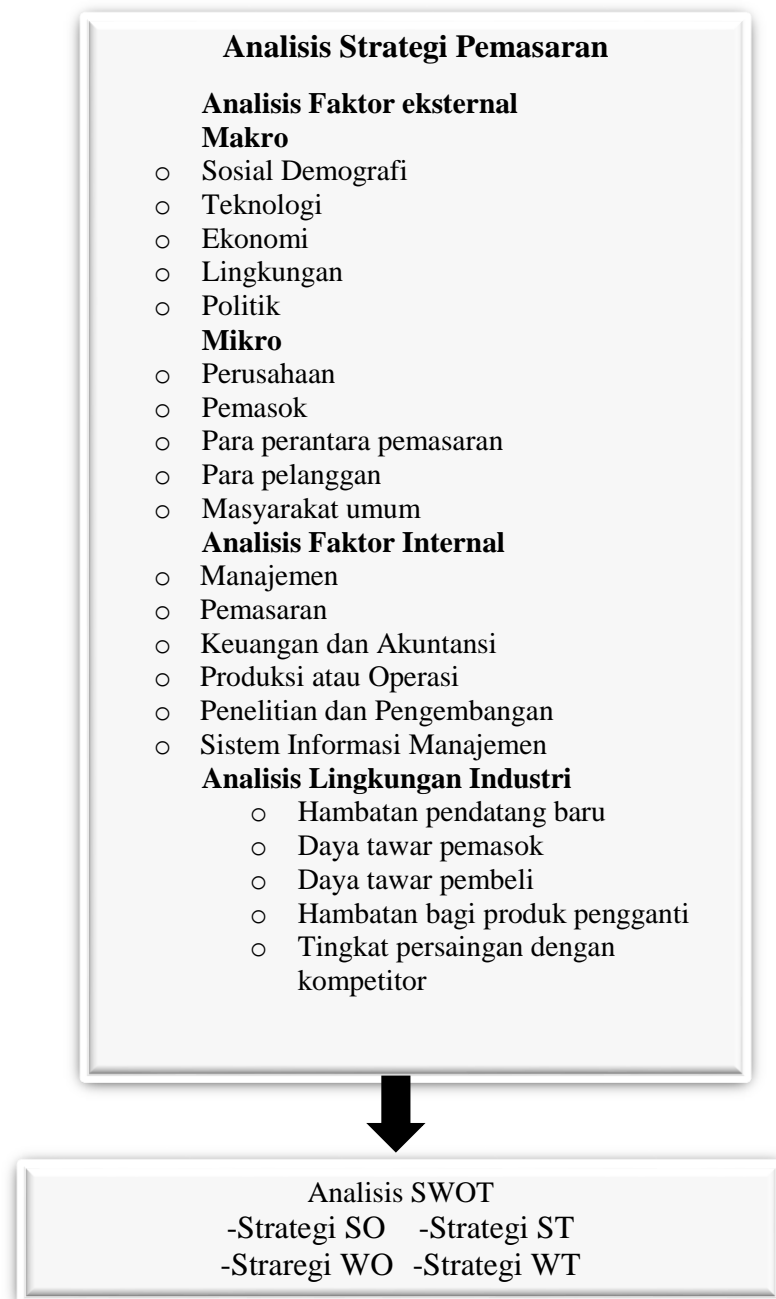 Analisis Strategi Pemasaran
Analisis Faktor eksternal
Makro
o Sosial Demografi
o Teknologi
o Ekonomi
o Lingkungan
o Politik
Mikro
o Perusahaan
o Pemasok
o Para perantara pemasaran
o Para pelanggan
o Masyarakat umum
Analisis Faktor Internal
o Manajemen
o Pemasaran
o Keuangan dan Akuntansi
o Produksi atau Operasi
o Penelitian dan Pengembangan
o Sistem Informasi Manajemen
Analisis Lingkungan Industri
o Hambatan pendatang baru
o Daya tawar pemasok
o Daya tawar pembeli
o Hambatan bagi produk pengganti
o Tingkat persaingan dengan
kompetitor
Analisis SWOT
-Strategi SO -Strategi ST
-Straregi WO -Strategi WT